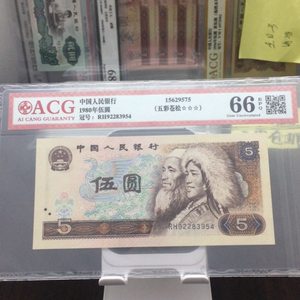 ACG
AI CANG GUARANTY
中国人民银行
1980年伍圆
冠号: RH92283954
15629575
(五彩苍松☆☆☆)
66 EPQ
Gem Uncirculated
中国人民银行
5
伍圆
RH92283954
5
5